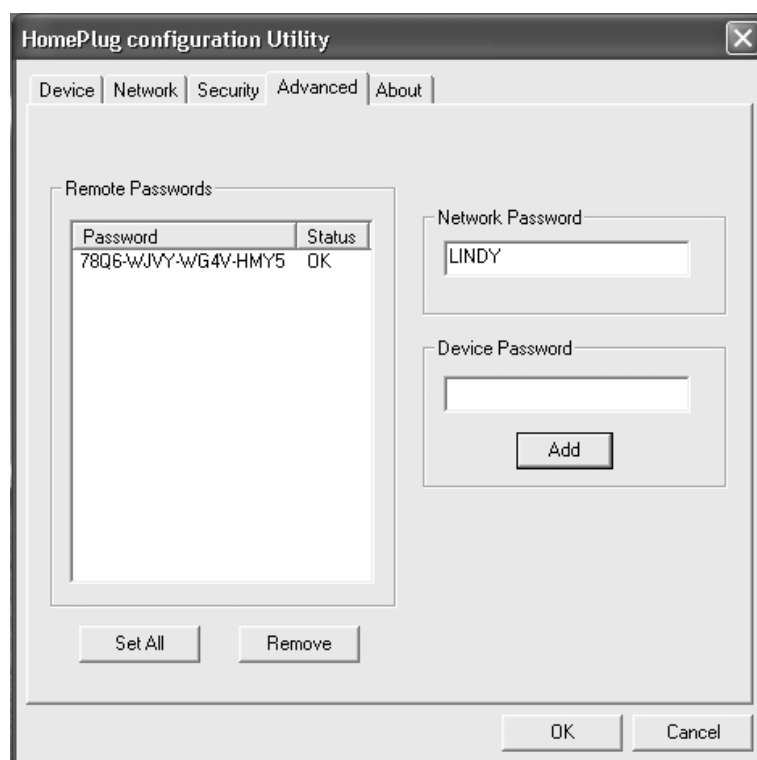 HomePlug configuration Utility
Device Network Security Advanced About
Remote Passwords
Password Status
78Q6-WJVY-WG4V-HMY5 OK
Network Password
LINDY
Device Password
Add
Set All Remove
OK Cancel